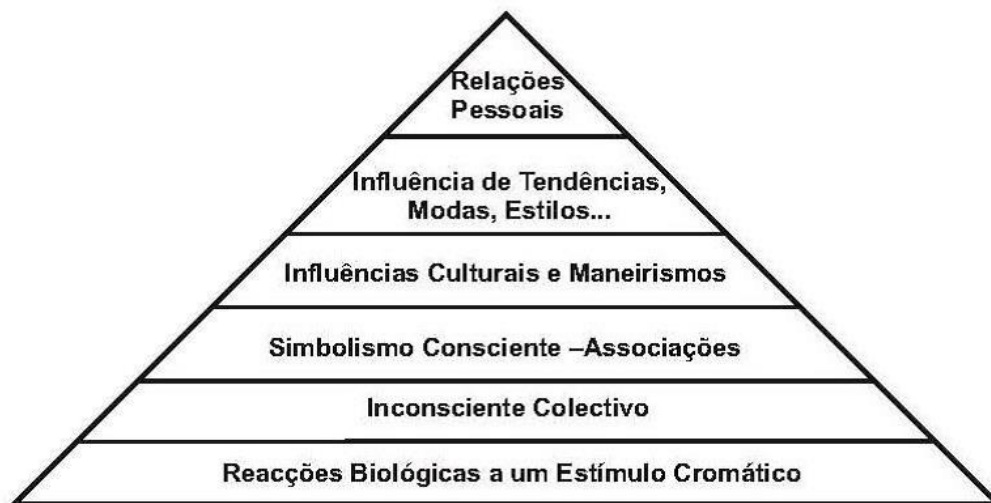 Relações
Pessoais
Influência de Tendências,
Modas, Estilos...
Influências Culturais e Maneirismos
Simbolismo Consciente –Associações
Inconsciente Colectivo
Reacções Biológicas a um Estímulo Cromático